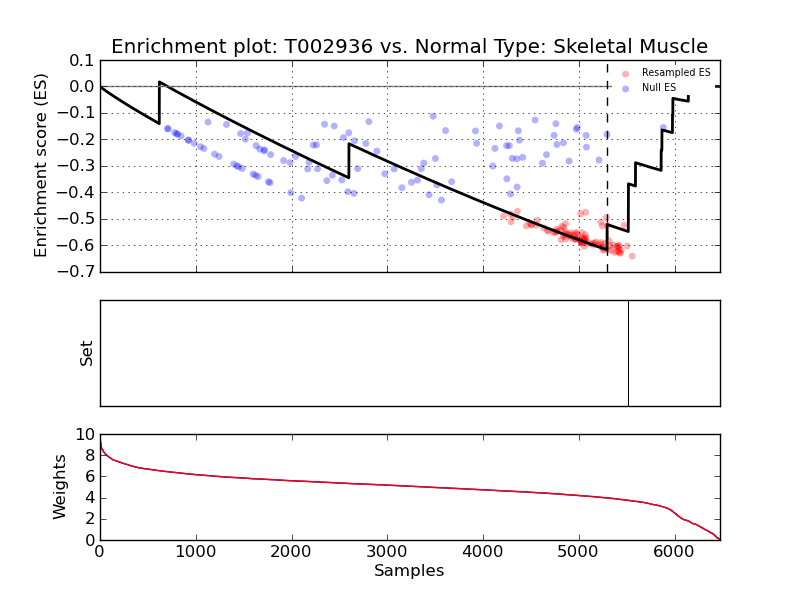 Enrichment plot: T002936 vs. Normal Type: Skeletal Muscle
Enrichment score (ES)
0.1
0.0
−0.1
−0.2
−0.3
−0.4
−0.5
−0.6
−0.7
Resampled ES
Null ES
Set
Weights
10
8
6
4
2
0
0 1000 2000 3000 4000 5000 6000
Samples